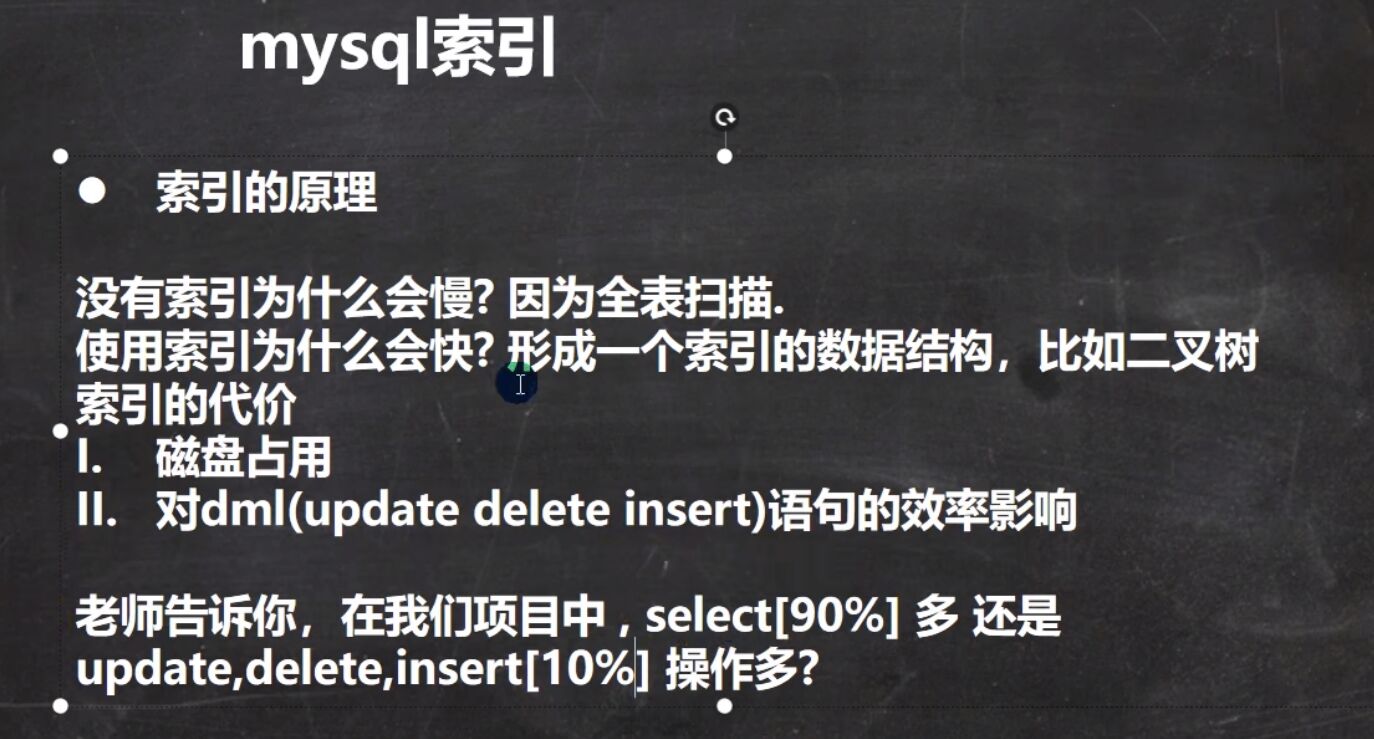 mysql索引
● 索引的原理
没有索引为什么会慢? 因为全表扫描.
使用索引为什么会快? 形成一个索引的数据结构，比如二叉树
索引的代价
I. 磁盘占用
II. 对dml(update delete insert)语句的效率影响
老师告诉你，在我们项目中 , select[90%] 多 还是
update,delete,insert[10%] 操作多?